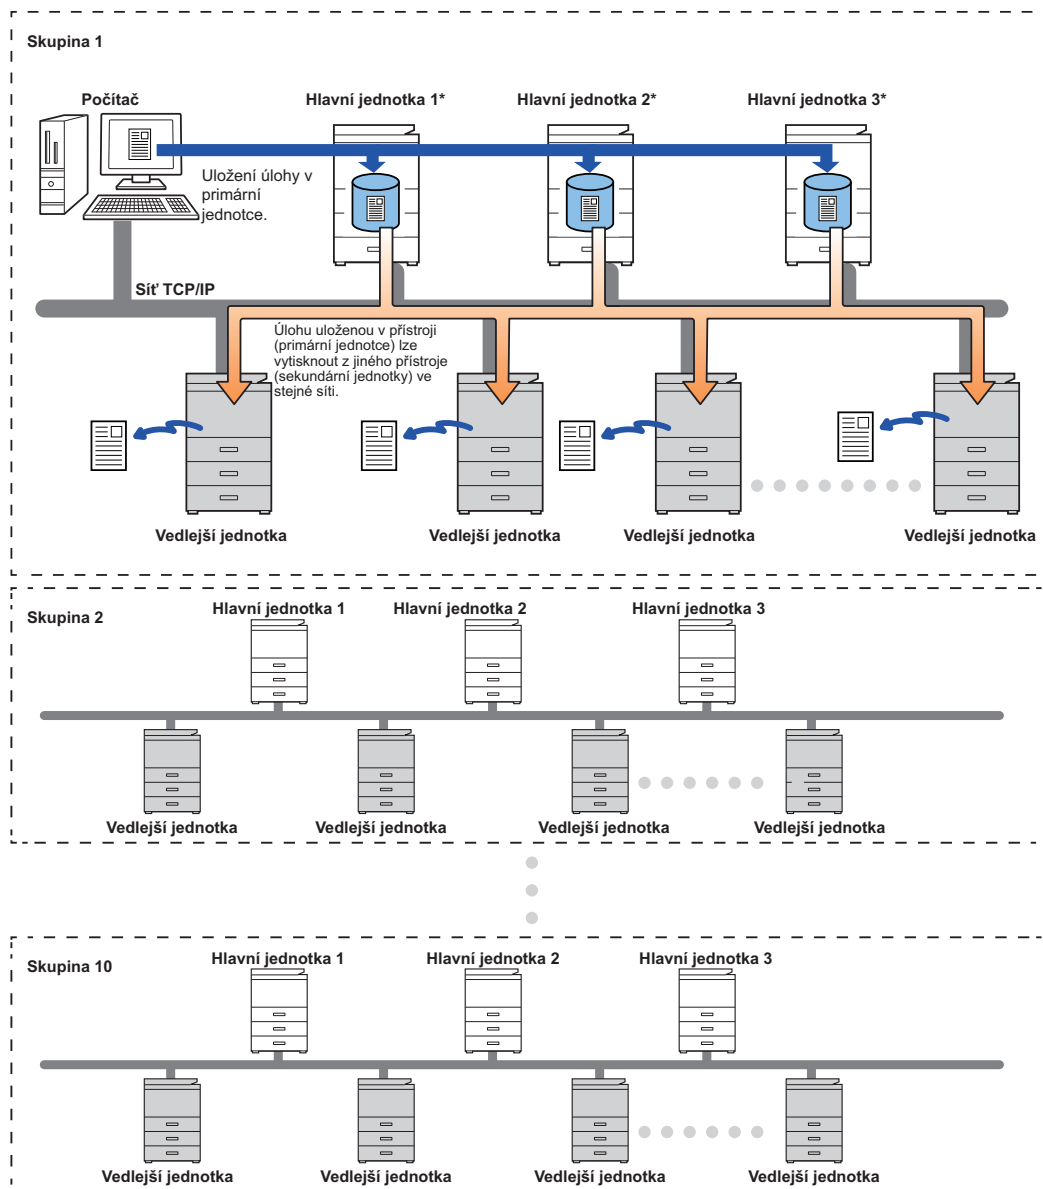 Skupina 1
Počítač
Hlavní jednotka 1*
Hlavní jednotka 2*
Hlavní jednotka 3*
Uložení úlohy v
primární
jednotce.
Síť TCP/IP
Úlohu uloženou v přístroji
(primární jednotce) lze
vytisknout z jiného přístroje
(sekundární jednotky) ve
stejné síti.
Vedlejší jednotka
Vedlejší jednotka
Vedlejší jednotka
Vedlejší jednotka
Skupina 2
Hlavní jednotka 1
Hlavní jednotka 2
Hlavní jednotka 3
Vedlejší jednotka
Vedlejší jednotka
Vedlejší jednotka
Vedlejší jednotka
Skupina 10
Hlavní jednotka 1
Hlavní jednotka 2
Hlavní jednotka 3
Vedlejší jednotka
Vedlejší jednotka
Vedlejší jednotka
Vedlejší jednotka